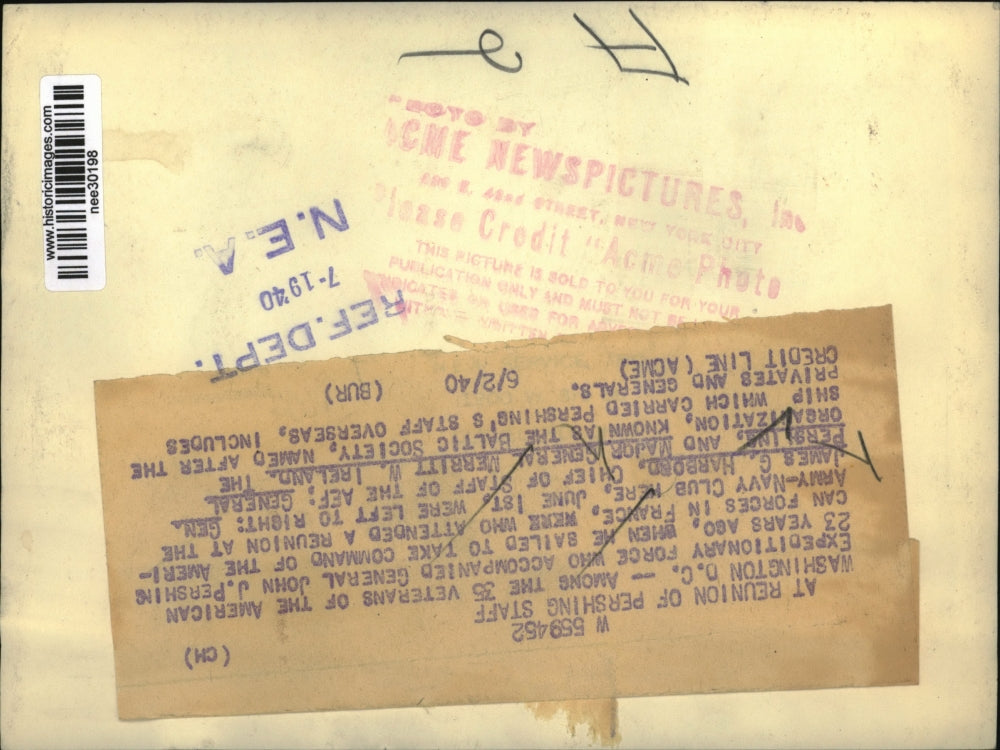 www.historicimages.com
nee30198
PHOTO BY
ACME NEWSPICTURES, Inc
STREET, NEW YORK CITY
Please Credit "Acme Photo
THIS PICTURE IS SOLD TO YOU FOR YOUR
PUBLICATION ONLY AND MUST NOT BE
USED FOR
WRITTEN
N.E.A.
7-19'40
REF. DEPT.
(CM)
W 559452
AT REUNION OF PERSHING STAFF
WASHINGTON D.C. -- AMONG THE 35 VETERANS OF THE AMERICAN
EXPEDITIONARY FORCE WHO ACCOMPANIED GENERAL JOHN J.PERSHING
23 YEARS AGO, WHEN HE SAILED TO TAKE COMMAND OF THE AMERI-
CAN FORCES IN FRANCE, WERE WHO ATTENDED A REUNION AT THE
ARMY-NAVY CLUB HERE, JUNE 1ST, WERE LEFT TO RIGHT: GEN.
JAMES G. HARBORD, CHIEF OF STAFF OF THE AEF; GENERAL
PERSHING, AND MAJOR GENERAL MERRITT W. IRELAND. THE
ORGANIZATION, KNOWN AS THE BALTIC SOCIETY, NAMED AFTER THE
SHIP WHICH CARRIED PERSHING'S STAFF OVERSEAS, INCLUDES
PRIVATES AND GENERALS.
CREDIT LINE (ACME) 6/2/40 (BUR)